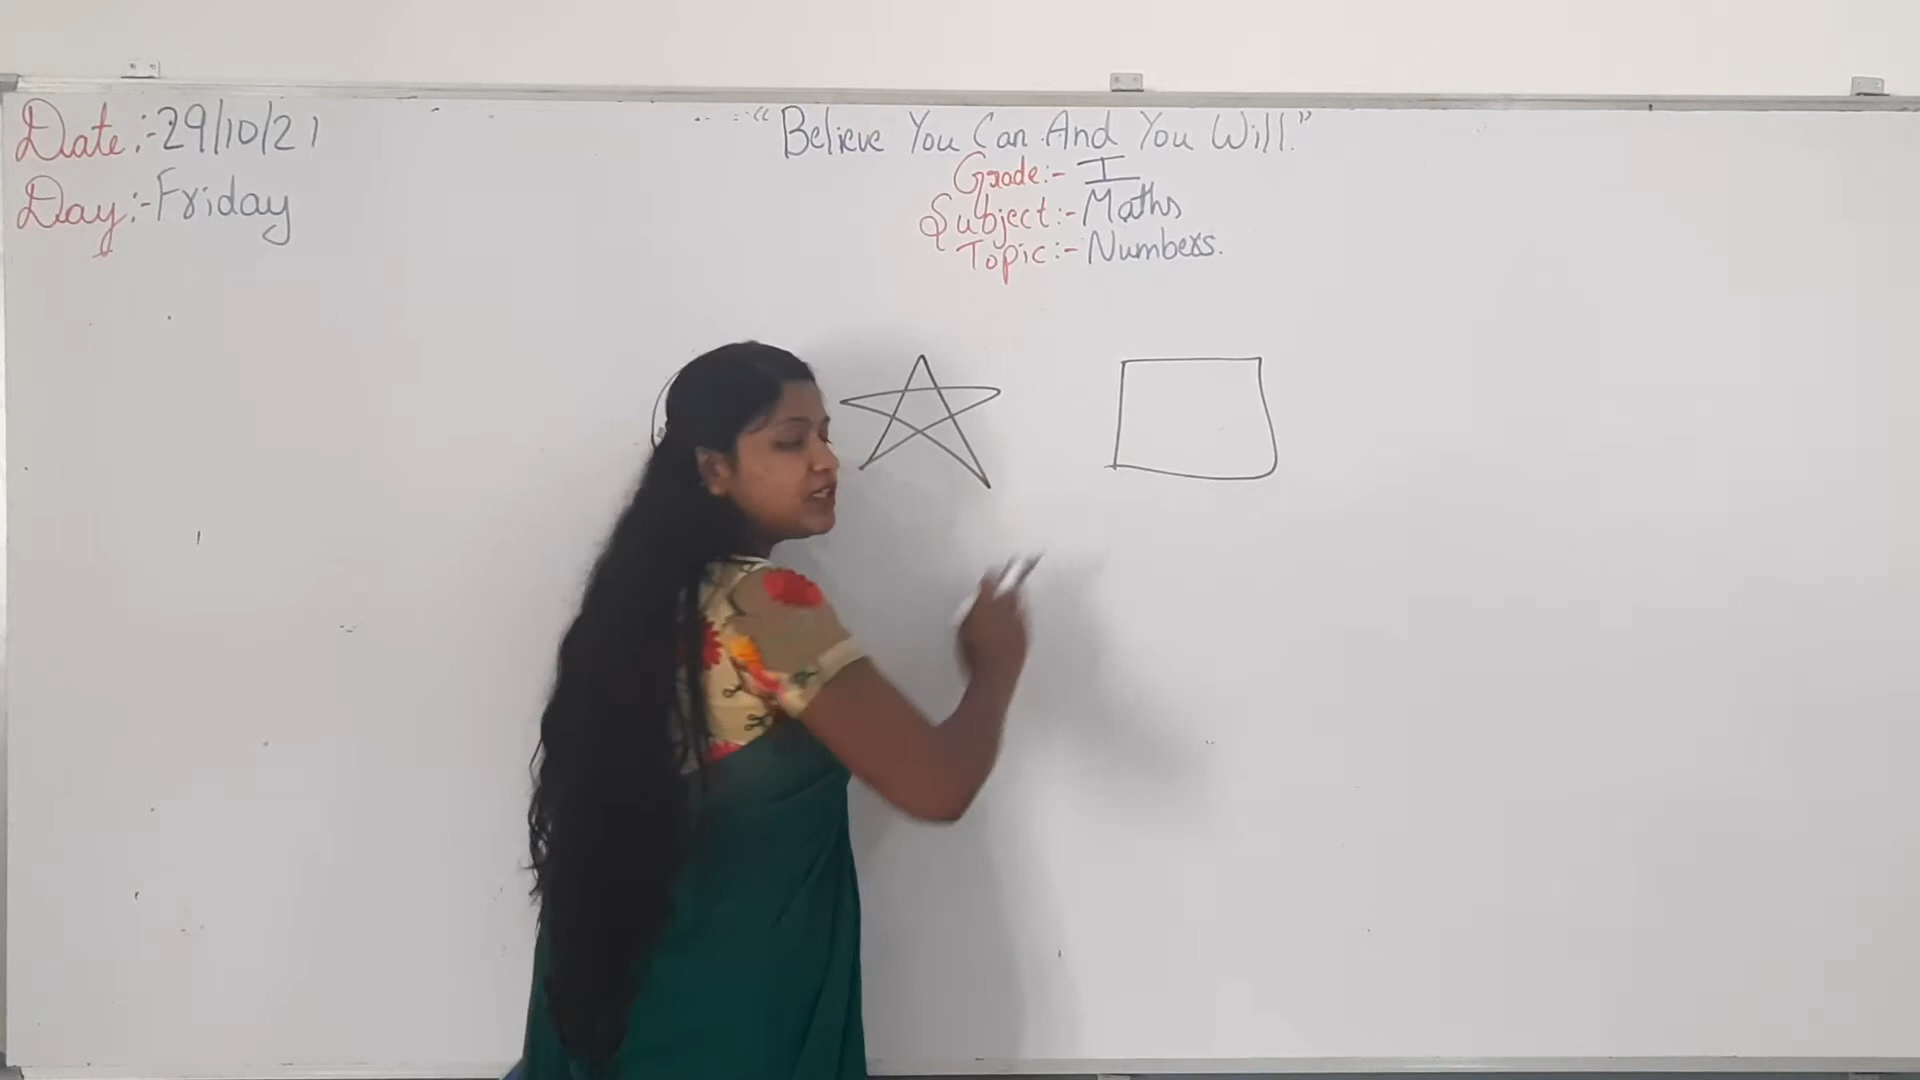 Date:-29/10/21
Day:-Friday
"Believe You Can And You Will."
Grade:- I
Subject:- Maths
Topic:- Numbers.